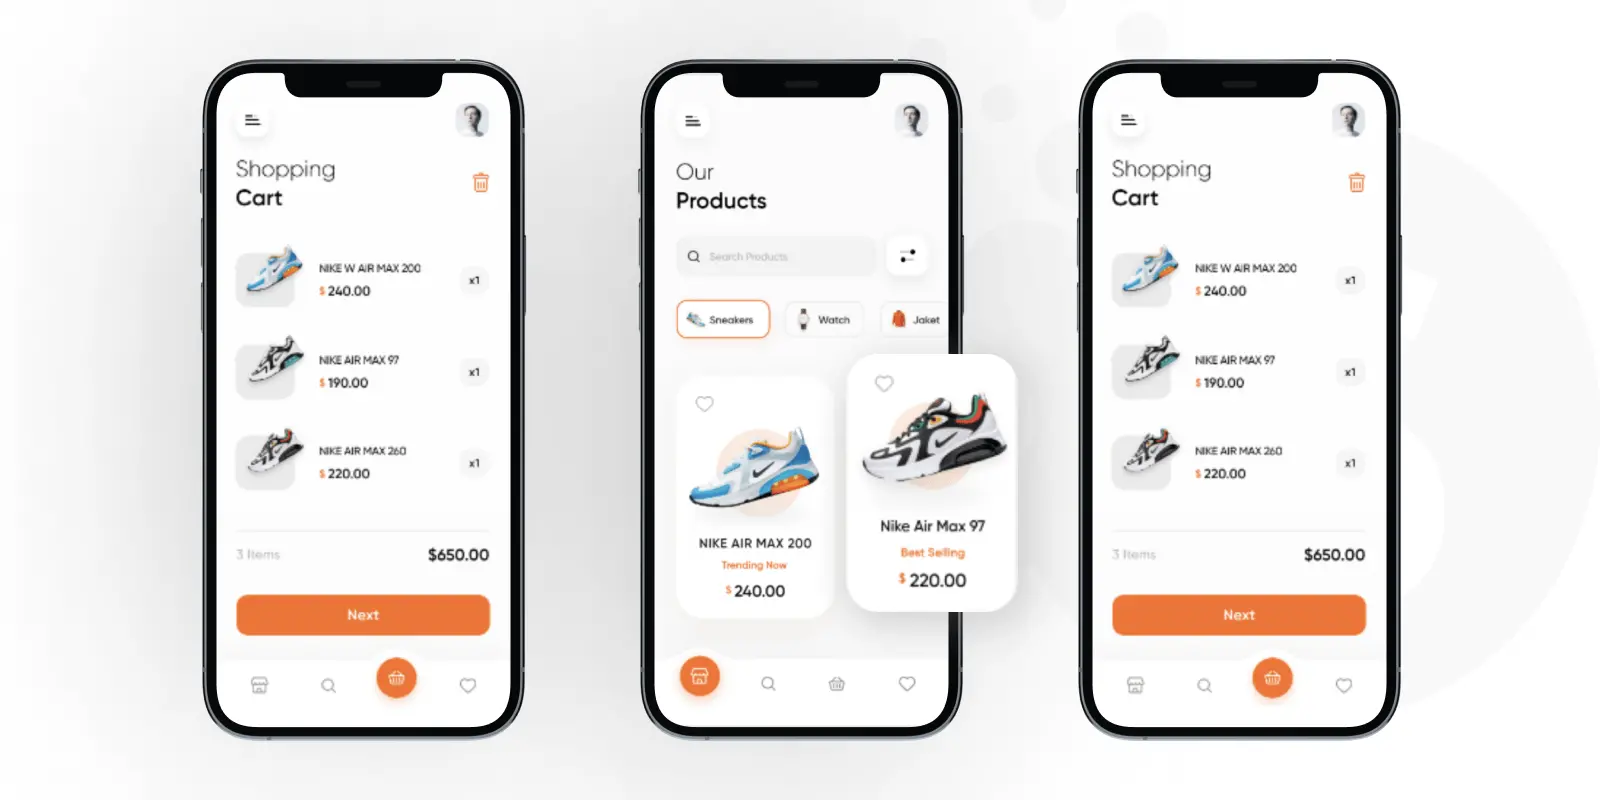 Shopping
Cart
NIKE W AIR MAX 200
$ 240.00
x1
NIKE AIR MAX 97
$ 190.00
x1
NIKE AIR MAX 260
$ 220.00
x1
3 Items
$650.00
Next
Our
Products
Search Products
Sneakers
Watch
Jaket
NIKE AIR MAX 200
Trending Now
$ 240.00
Nike Air Max 97
Best Selling
$ 220.00
Shopping
Cart
NIKE W AIR MAX 200
$ 240.00
x1
NIKE AIR MAX 97
$ 190.00
x1
NIKE AIR MAX 260
$ 220.00
x1
3 Items
$650.00
Next